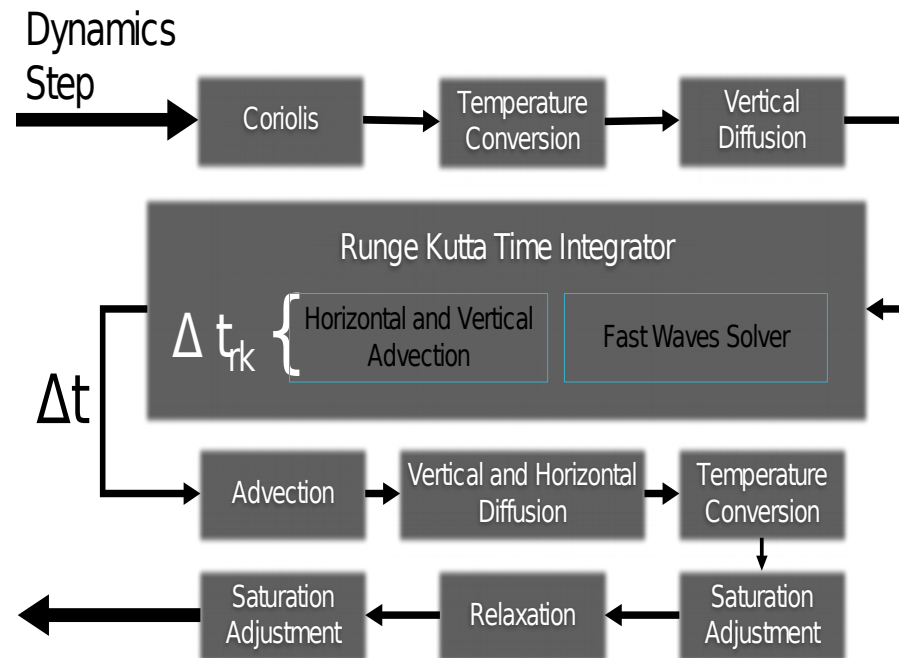 Dynamics
Step
Coriolis
Temperature
Conversion
Vertical
Diffusion
Runge Kutta Time Integrator
Δ trk {
Horizontal and Vertical
Advection
Fast Waves Solver
Δt
Advection
Vertical and Horizontal
Diffusion
Temperature
Conversion
Saturation
Adjustment
Relaxation
Saturation
Adjustment